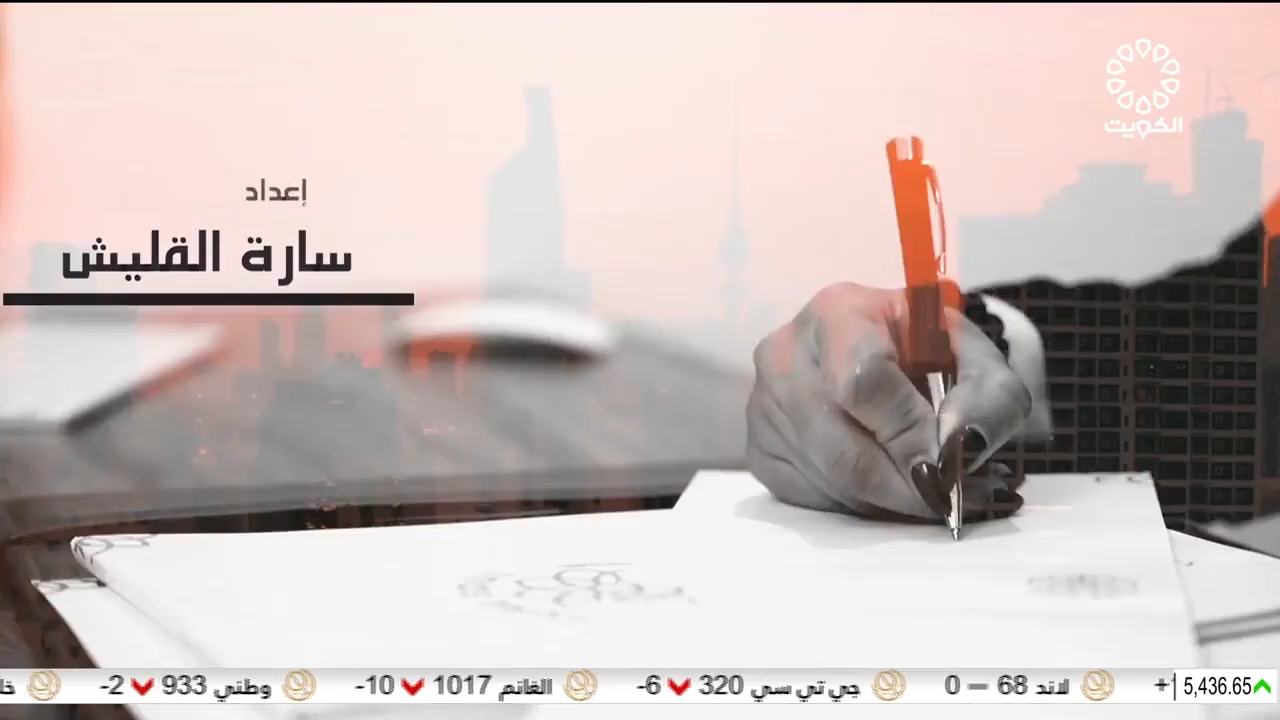 الكويت
إعداد
سارة القليش
5,436.65 + لاند 68 – 0 جي تي سي 320 6- الغانم 1017 10- وطني 933 2-